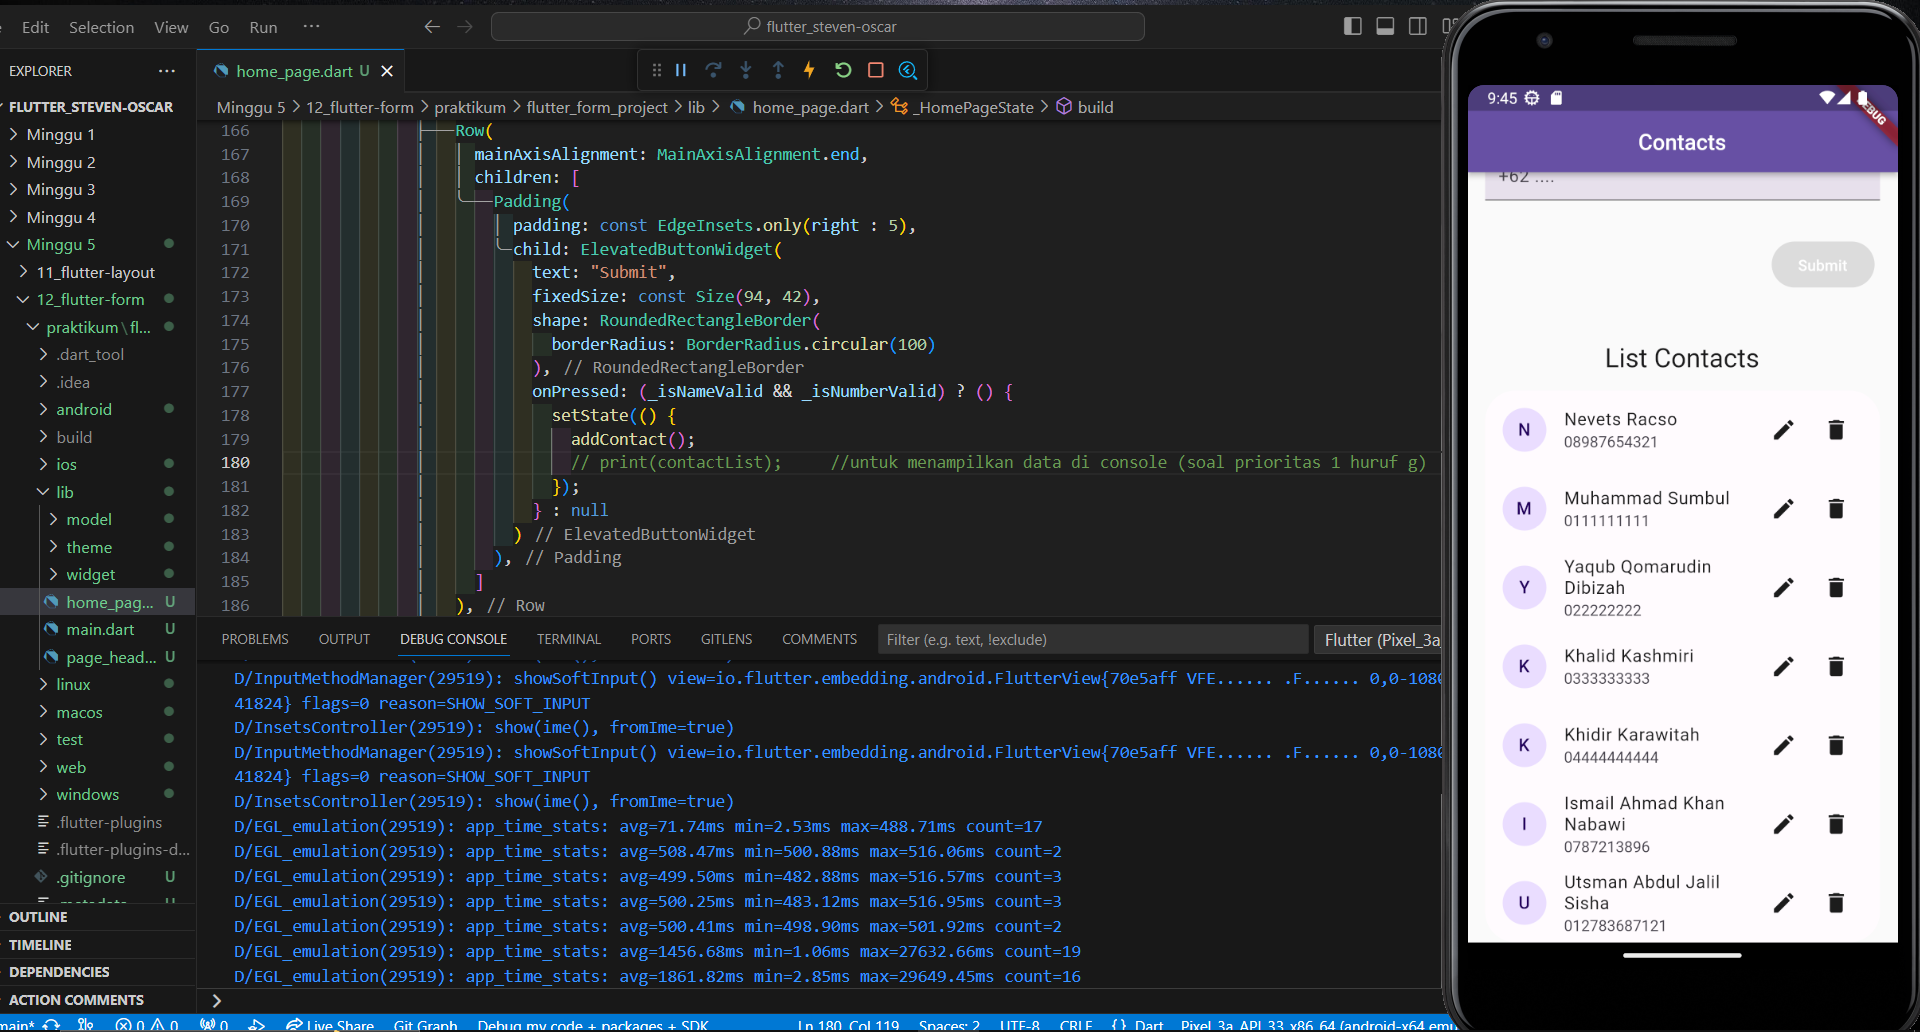 Edit Selection View Go Run ··· flutter_steven-oscar
EXPLORER ···
FLUTTER_STEVEN-OSCAR
Minggu 1
Minggu 2
Minggu 3
Minggu 4
Minggu 5
11_flutter-layout
12_flutter-form
praktikum\fl...
.dart_tool
.idea
android
build
ios
lib
model
theme
widget
home_pag... U
main.dart U
page_head... U
linux
macos
test
web
windows
.flutter-plugins
.flutter-plugins-d...
.gitignore U
.metadata U
OUTLINE
TIMELINE
DEPENDENCIES
ACTION COMMENTS
home_page.dart U
Minggu 5 > 12_flutter-form > praktikum > flutter_form_project > lib > home_page.dart > _HomePageState > build
166 Row(
167 mainAxisAlignment: MainAxisAlignment.end,
168 children: [
169 Padding(
170 padding: const EdgeInsets.only(right : 5),
171 child: ElevatedButtonWidget(
172 text: "Submit",
173 fixedSize: const Size(94, 42),
174 shape: RoundedRectangleBorder(
175 borderRadius: BorderRadius.circular(100)
176 ), // RoundedRectangleBorder
177 onPressed: (_isNameValid && _isNumberValid) ? () {
178 setState(() {
179 addContact();
180 // print(contactList); //untuk menampilkan data di console (soal prioritas 1 huruf g)
181 });
182 } : null
183 ) // ElevatedButtonWidget
184 ), // Padding
185 ]
186 ), // Row
PROBLEMS OUTPUT DEBUG CONSOLE TERMINAL PORTS GITLENS COMMENTS Filter (e.g. text, !exclude) Flutter (Pixel_3a
D/InputMethodManager(29519): showSoftInput() view=io.flutter.embedding.android.FlutterView{70e5aff VFE...... .F...... 0,0-1080
41824} flags=0 reason=SHOW_SOFT_INPUT
D/InsetsController(29519): show(ime(), fromIme=true)
D/InputMethodManager(29519): showSoftInput() view=io.flutter.embedding.android.FlutterView{70e5aff VFE...... .F...... 0,0-1080
41824} flags=0 reason=SHOW_SOFT_INPUT
D/InsetsController(29519): show(ime(), fromIme=true)
D/EGL_emulation(29519): app_time_stats: avg=71.74ms min=2.53ms max=488.71ms count=17
D/EGL_emulation(29519): app_time_stats: avg=508.47ms min=500.88ms max=516.06ms count=2
D/EGL_emulation(29519): app_time_stats: avg=499.50ms min=482.88ms max=516.57ms count=3
D/EGL_emulation(29519): app_time_stats: avg=500.25ms min=483.12ms max=516.95ms count=3
D/EGL_emulation(29519): app_time_stats: avg=500.41ms min=498.90ms max=501.92ms count=2
D/EGL_emulation(29519): app_time_stats: avg=1456.68ms min=1.06ms max=27632.66ms count=19
D/EGL_emulation(29519): app_time_stats: avg=1861.82ms min=2.85ms max=29649.45ms count=16
>
main* 0 0 0 Live Share Git Graph Debug my code + packages + SDK Ln 180, Col 119 Spaces: 2 UTF-8 CRLF {} Dart Pixel_3a_API_33_x86_64 (android-x64 emu
9:45
Contacts
+62 ....
Submit
List Contacts
N Nevets Racso
08987654321
M Muhammad Sumbul
0111111111
Y Yaqub Qomarudin
Dibizah
022222222
K Khalid Kashmiri
0333333333
K Khidir Karawitah
04444444444
I Ismail Ahmad Khan
Nabawi
0787213896
U Utsman Abdul Jalil
Sisha
012783687121